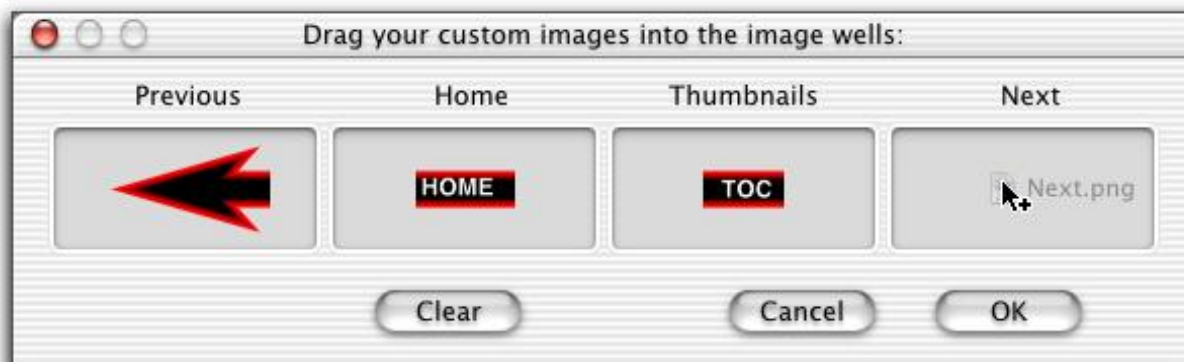 Drag your custom images into the image wells:
Previous Home Thumbnails Next
HOME TOC Next.png
Clear Cancel OK